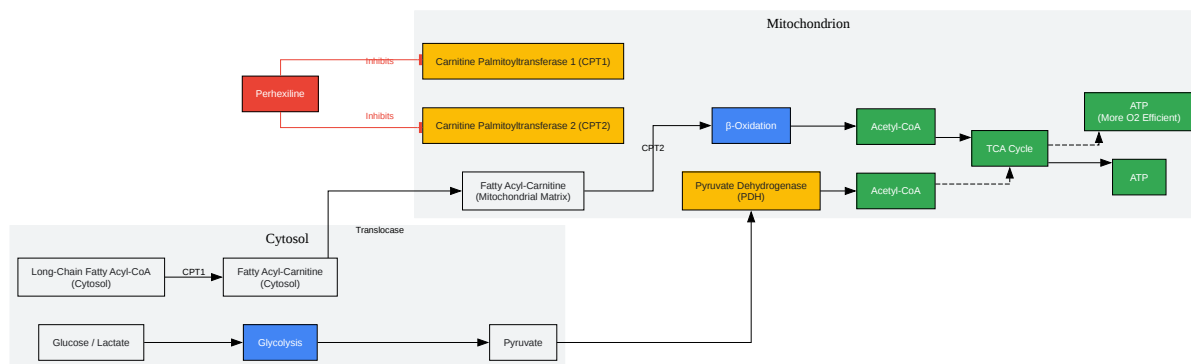 Mitochondrion
Inhibits
Carnitine Palmitoyltransferase 1 (CPT1)
Perhexiline
Inhibits
Carnitine Palmitoyltransferase 2 (CPT2)
β-Oxidation
Acetyl-CoA
ATP
(More O2 Efficient)
CPT2
TCA Cycle
ATP
Fatty Acyl-Carnitine
(Mitochondrial Matrix)
Pyruvate Dehydrogenase
(PDH)
Acetyl-CoA
Translocase
Cytosol
Long-Chain Fatty Acyl-CoA
(Cytosol)
CPT1
Fatty Acyl-Carnitine
(Cytosol)
Glucose / Lactate
Glycolysis
Pyruvate